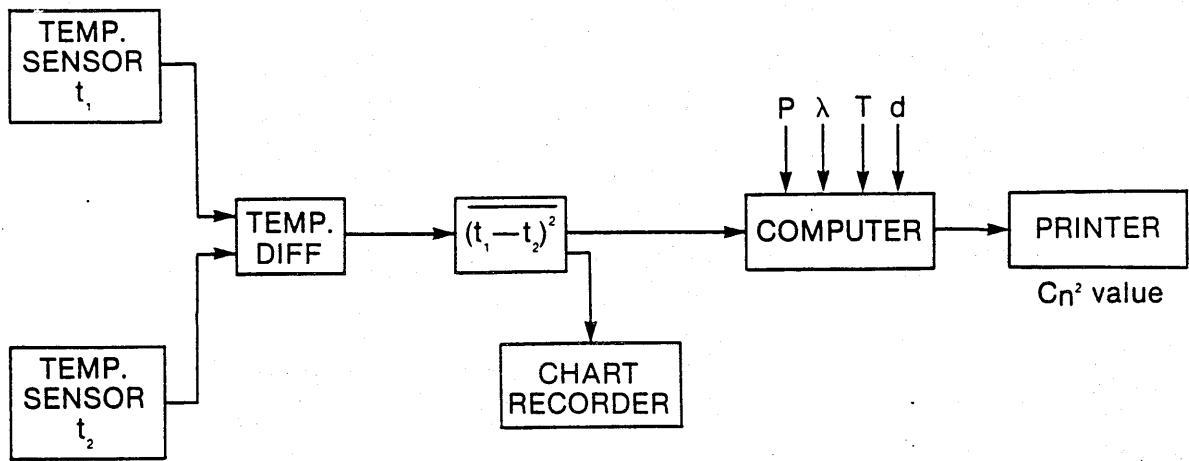 TEMP.
SENSOR
t₁
P λ T d
TEMP.
DIFF
(t₁—t₂)²
COMPUTER
PRINTER
Cn² value
TEMP.
SENSOR
t₂
CHART
RECORDER